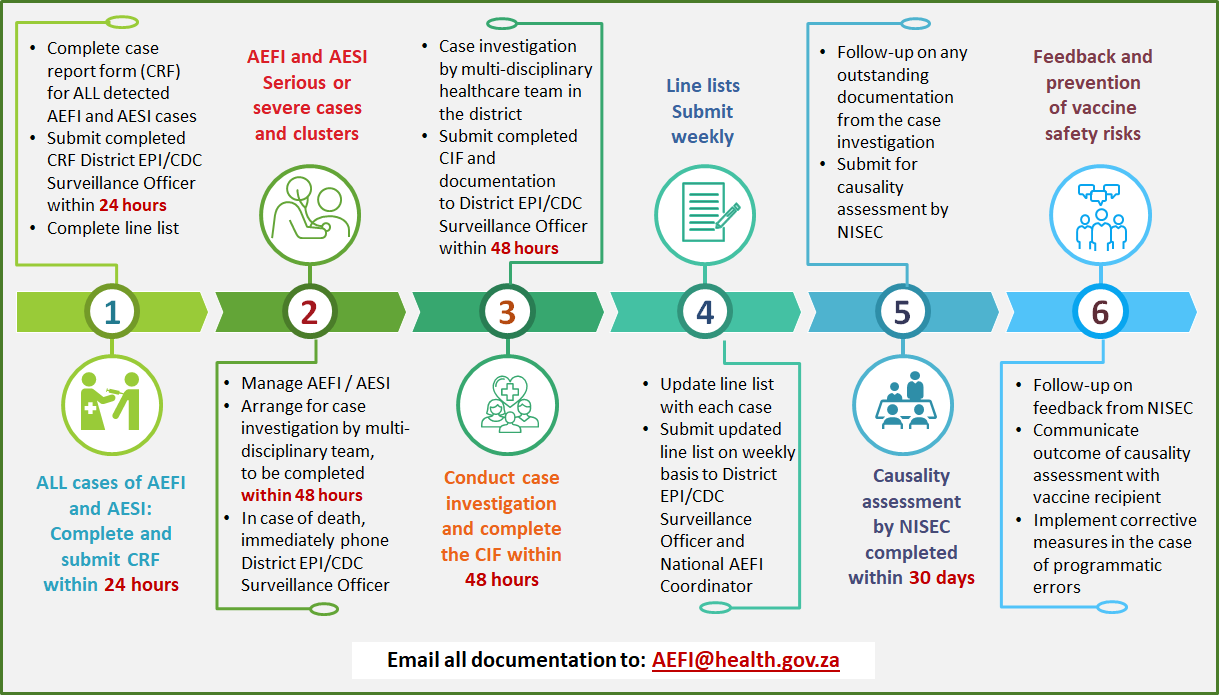 • Complete case
report form (CRF)
for ALL detected
AEFI and AESI cases
• Submit completed
CRF District EPI/CDC
Surveillance Officer
within 24 hours
• Complete line list
1
ALL cases of AEFI
and AESI:
Complete and
submit CRF
within 24 hours
AEFI and AESI
Serious or
severe cases
and clusters
2
• Manage AEFI / AESI
• Arrange for case
investigation by multi-
disciplinary team,
to be completed
within 48 hours
• In case of death,
immediately phone
District EPI/CDC
Surveillance Officer
• Case investigation
by multi-disciplinary
healthcare team in
the district
• Submit completed
CIF and
documentation
to District EPI/CDC
Surveillance Officer
within 48 hours
3
Conduct case
investigation
and complete
the CIF within
48 hours
Line lists
Submit
weekly
4
• Update line list
with each case
• Submit updated
line list on weekly
basis to District
EPI/CDC
Surveillance
Officer and
National AEFI
Coordinator
• Follow-up on any
outstanding
documentation
from the case
investigation
• Submit for
causality
assessment by
NISEC
5
Causality
assessment
by NISEC
completed
within 30 days
Feedback and
prevention
of vaccine
safety risks
6
• Follow-up on
feedback from NISEC
• Communicate
outcome of causality
assessment with
vaccine recipient
• Implement corrective
measures in the case
of programmatic
errors
Email all documentation to: AEFI@health.gov.za